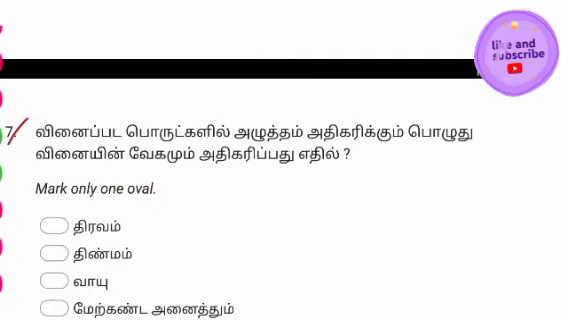 like and
subscribe
7.
வினைப்பட பொருட்களில் அழுத்தம் அதிகரிக்கும் பொழுது
வினையின் வேகமும் அதிகரிப்பது எதில் ?
Mark only one oval.
திரவம்
திண்மம்
வாயு
மேற்கண்ட அனைத்தும்